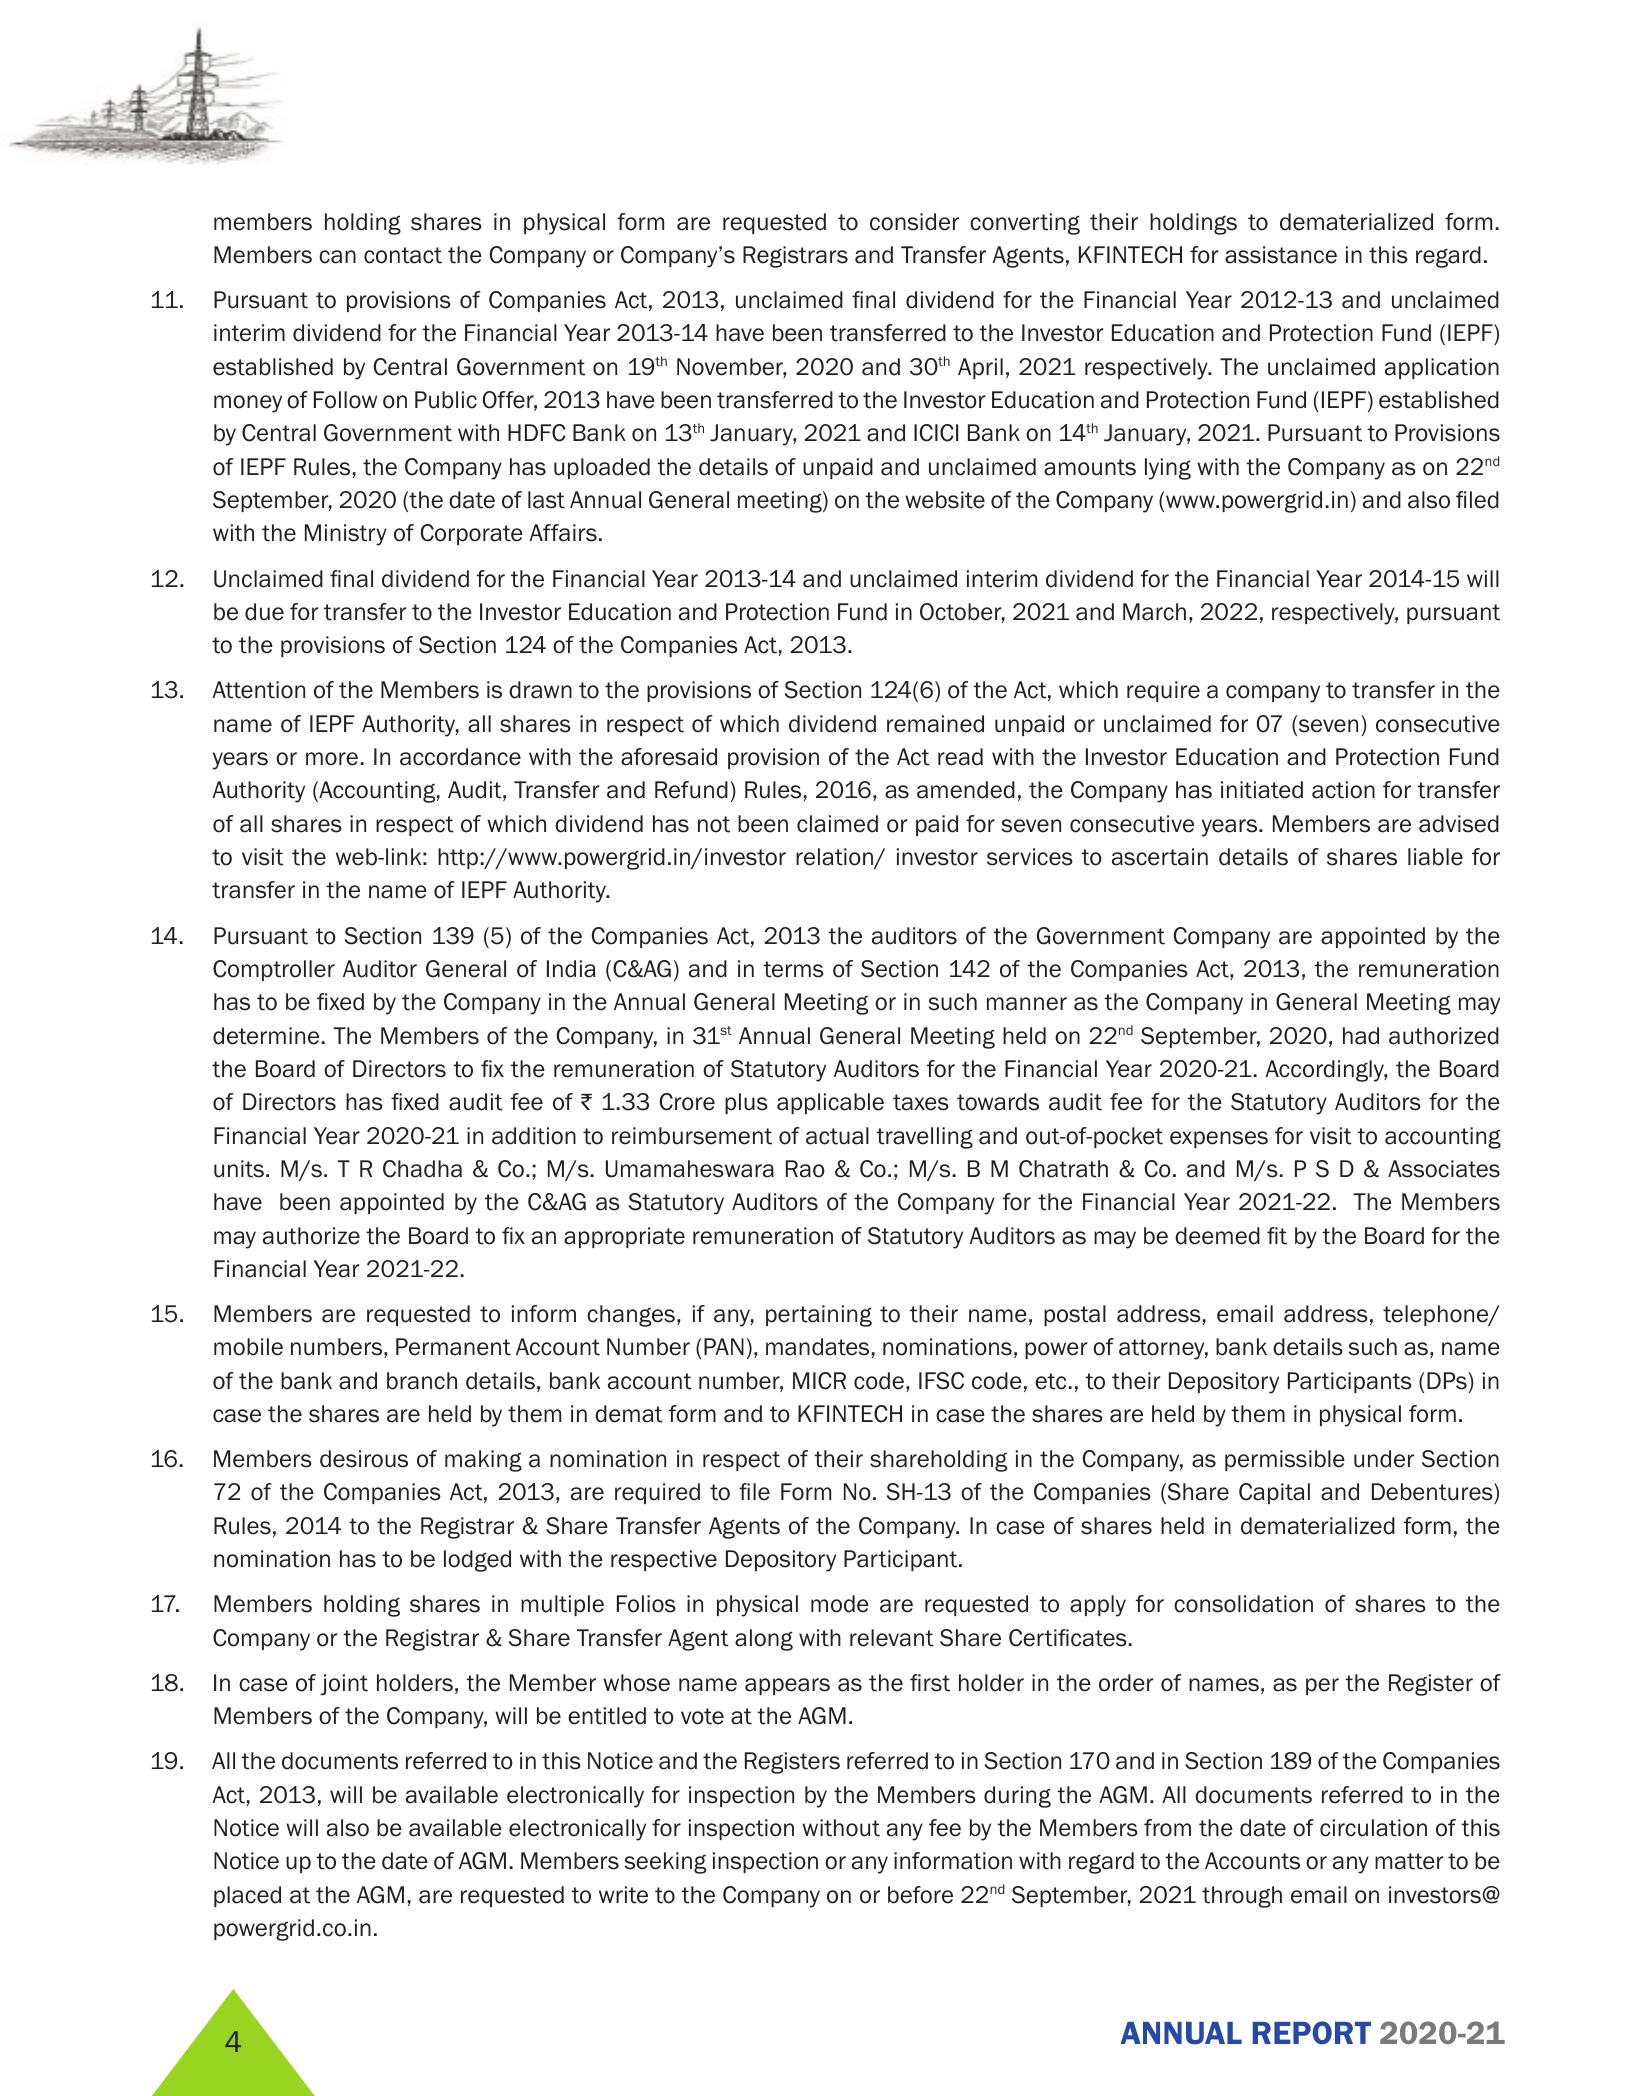 members holding shares in physical form are requested to consider converting their holdings to dematerialized form.
Members can contact the Company or Company’s Registrars and Transfer Agents, KFINTECH for assistance in this regard.
11. Pursuant to provisions of Companies Act, 2013, unclaimed final dividend for the Financial Year 2012-13 and unclaimed
interim dividend for the Financial Year 2013-14 have been transferred to the Investor Education and Protection Fund (IEPF)
established by Central Government on 19th November, 2020 and 30th April, 2021 respectively. The unclaimed application
money of Follow on Public Offer, 2013 have been transferred to the Investor Education and Protection Fund (IEPF) established
by Central Government with HDFC Bank on 13th January, 2021 and ICICI Bank on 14th January, 2021. Pursuant to Provisions
of IEPF Rules, the Company has uploaded the details of unpaid and unclaimed amounts lying with the Company as on 22nd
September, 2020 (the date of last Annual General meeting) on the website of the Company (www.powergrid.in) and also filed
with the Ministry of Corporate Affairs.
12. Unclaimed final dividend for the Financial Year 2013-14 and unclaimed interim dividend for the Financial Year 2014-15 will
be due for transfer to the Investor Education and Protection Fund in October, 2021 and March, 2022, respectively, pursuant
to the provisions of Section 124 of the Companies Act, 2013.
13. Attention of the Members is drawn to the provisions of Section 124(6) of the Act, which require a company to transfer in the
name of IEPF Authority, all shares in respect of which dividend remained unpaid or unclaimed for 07 (seven) consecutive
years or more. In accordance with the aforesaid provision of the Act read with the Investor Education and Protection Fund
Authority (Accounting, Audit, Transfer and Refund) Rules, 2016, as amended, the Company has initiated action for transfer
of all shares in respect of which dividend has not been claimed or paid for seven consecutive years. Members are advised
to visit the web-link: http://www.powergrid.in/investor relation/ investor services to ascertain details of shares liable for
transfer in the name of IEPF Authority.
14. Pursuant to Section 139 (5) of the Companies Act, 2013 the auditors of the Government Company are appointed by the
Comptroller Auditor General of India (C&AG) and in terms of Section 142 of the Companies Act, 2013, the remuneration
has to be fixed by the Company in the Annual General Meeting or in such manner as the Company in General Meeting may
determine. The Members of the Company, in 31st Annual General Meeting held on 22nd September, 2020, had authorized
the Board of Directors to fix the remuneration of Statutory Auditors for the Financial Year 2020-21. Accordingly, the Board
of Directors has fixed audit fee of ₹ 1.33 Crore plus applicable taxes towards audit fee for the Statutory Auditors for the
Financial Year 2020-21 in addition to reimbursement of actual travelling and out-of-pocket expenses for visit to accounting
units. M/s. T R Chadha & Co.; M/s. Umamaheswara Rao & Co.; M/s. B M Chatrath & Co. and M/s. P S D & Associates
have been appointed by the C&AG as Statutory Auditors of the Company for the Financial Year 2021-22. The Members
may authorize the Board to fix an appropriate remuneration of Statutory Auditors as may be deemed fit by the Board for the
Financial Year 2021-22.
15. Members are requested to inform changes, if any, pertaining to their name, postal address, email address, telephone/
mobile numbers, Permanent Account Number (PAN), mandates, nominations, power of attorney, bank details such as, name
of the bank and branch details, bank account number, MICR code, IFSC code, etc., to their Depository Participants (DPs) in
case the shares are held by them in demat form and to KFINTECH in case the shares are held by them in physical form.
16. Members desirous of making a nomination in respect of their shareholding in the Company, as permissible under Section
72 of the Companies Act, 2013, are required to file Form No. SH-13 of the Companies (Share Capital and Debentures)
Rules, 2014 to the Registrar & Share Transfer Agents of the Company. In case of shares held in dematerialized form, the
nomination has to be lodged with the respective Depository Participant.
17. Members holding shares in multiple Folios in physical mode are requested to apply for consolidation of shares to the
Company or the Registrar & Share Transfer Agent along with relevant Share Certificates.
18. In case of joint holders, the Member whose name appears as the first holder in the order of names, as per the Register of
Members of the Company, will be entitled to vote at the AGM.
19. All the documents referred to in this Notice and the Registers referred to in Section 170 and in Section 189 of the Companies
Act, 2013, will be available electronically for inspection by the Members during the AGM. All documents referred to in the
Notice will also be available electronically for inspection without any fee by the Members from the date of circulation of this
Notice up to the date of AGM. Members seeking inspection or any information with regard to the Accounts or any matter to be
placed at the AGM, are requested to write to the Company on or before 22nd September, 2021 through email on investors@
powergrid.co.in.
4
ANNUAL REPORT 2020-21